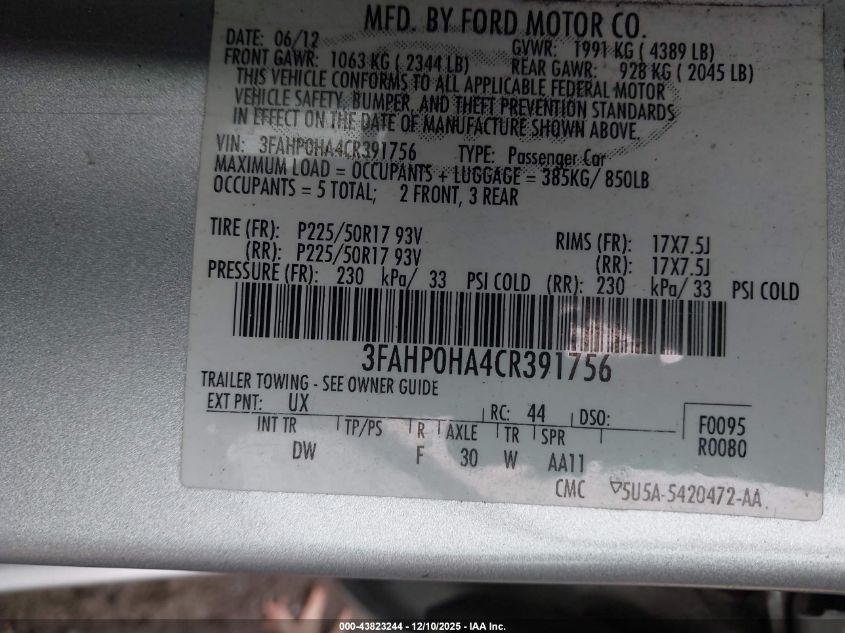 MFD. BY FORD MOTOR CO.
DATE: 06/12 GVWR: 1991 KG ( 4389 LB)
FRONT GAWR: 1063 KG ( 2344 LB) REAR GAWR: 928 KG ( 2045 LB)
THIS VEHICLE CONFORMS TO ALL APPLICABLE FEDERAL MOTOR
VEHICLE SAFETY, BUMPER, AND THEFT PREVENTION STANDARDS
IN EFFECT ON THE DATE OF MANUFACTURE SHOWN ABOVE.
VIN: 3FAHP0HA4CR391756 TYPE: Passenger Car
MAXIMUM LOAD = OCCUPANTS + LUGGAGE = 385KG/ 850LB
OCCUPANTS = 5 TOTAL; 2 FRONT, 3 REAR
TIRE (FR): P225/50R17 93V RIMS (FR): 17X7.5J
(RR): P225/50R17 93V (RR): 17X7.5J
PRESSURE (FR): 230 kPa/ 33 PSI COLD (RR): 230 kPa/ 33 PSI COLD
3FAHP0HA4CR391756
TRAILER TOWING - SEE OWNER GUIDE
EXT PNT: UX RC: 44 DSO: F0095
INT TR TP/PS R AXLE TR SPR R0080
DW F 30 W AA11
CMC 5U5A-5420472-AA
000-43823244 - 12/10/2025 - IAA Inc.